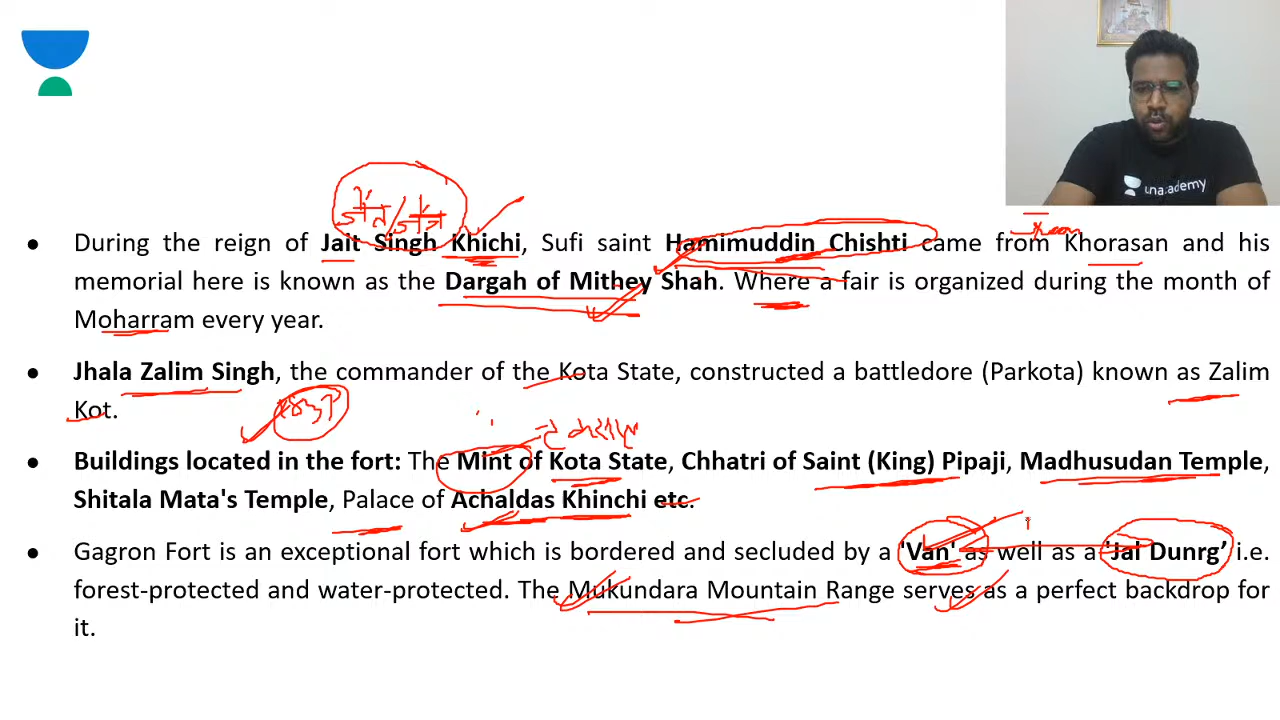 una.ademy
During the reign of Jait Singh Khichi, Sufi saint Hamimuddin Chishti came from Khorasan and his
memorial here is known as the Dargah of Mithey Shah. Where a fair is organized during the month of
Moharram every year.
Jhala Zalim Singh, the commander of the Kota State, constructed a battledore (Parkota) known as Zalim
Kot.
Buildings located in the fort: The Mint of Kota State, Chhatri of Saint (King) Pipaji, Madhusudan Temple,
Shitala Mata's Temple, Palace of Achaldas Khinchi etc.
Gagron Fort is an exceptional fort which is bordered and secluded by a 'Van' as well as a 'Jal Dunrg’ i.e.
forest-protected and water-protected. The Mukundara Mountain Range serves as a perfect backdrop for
it.